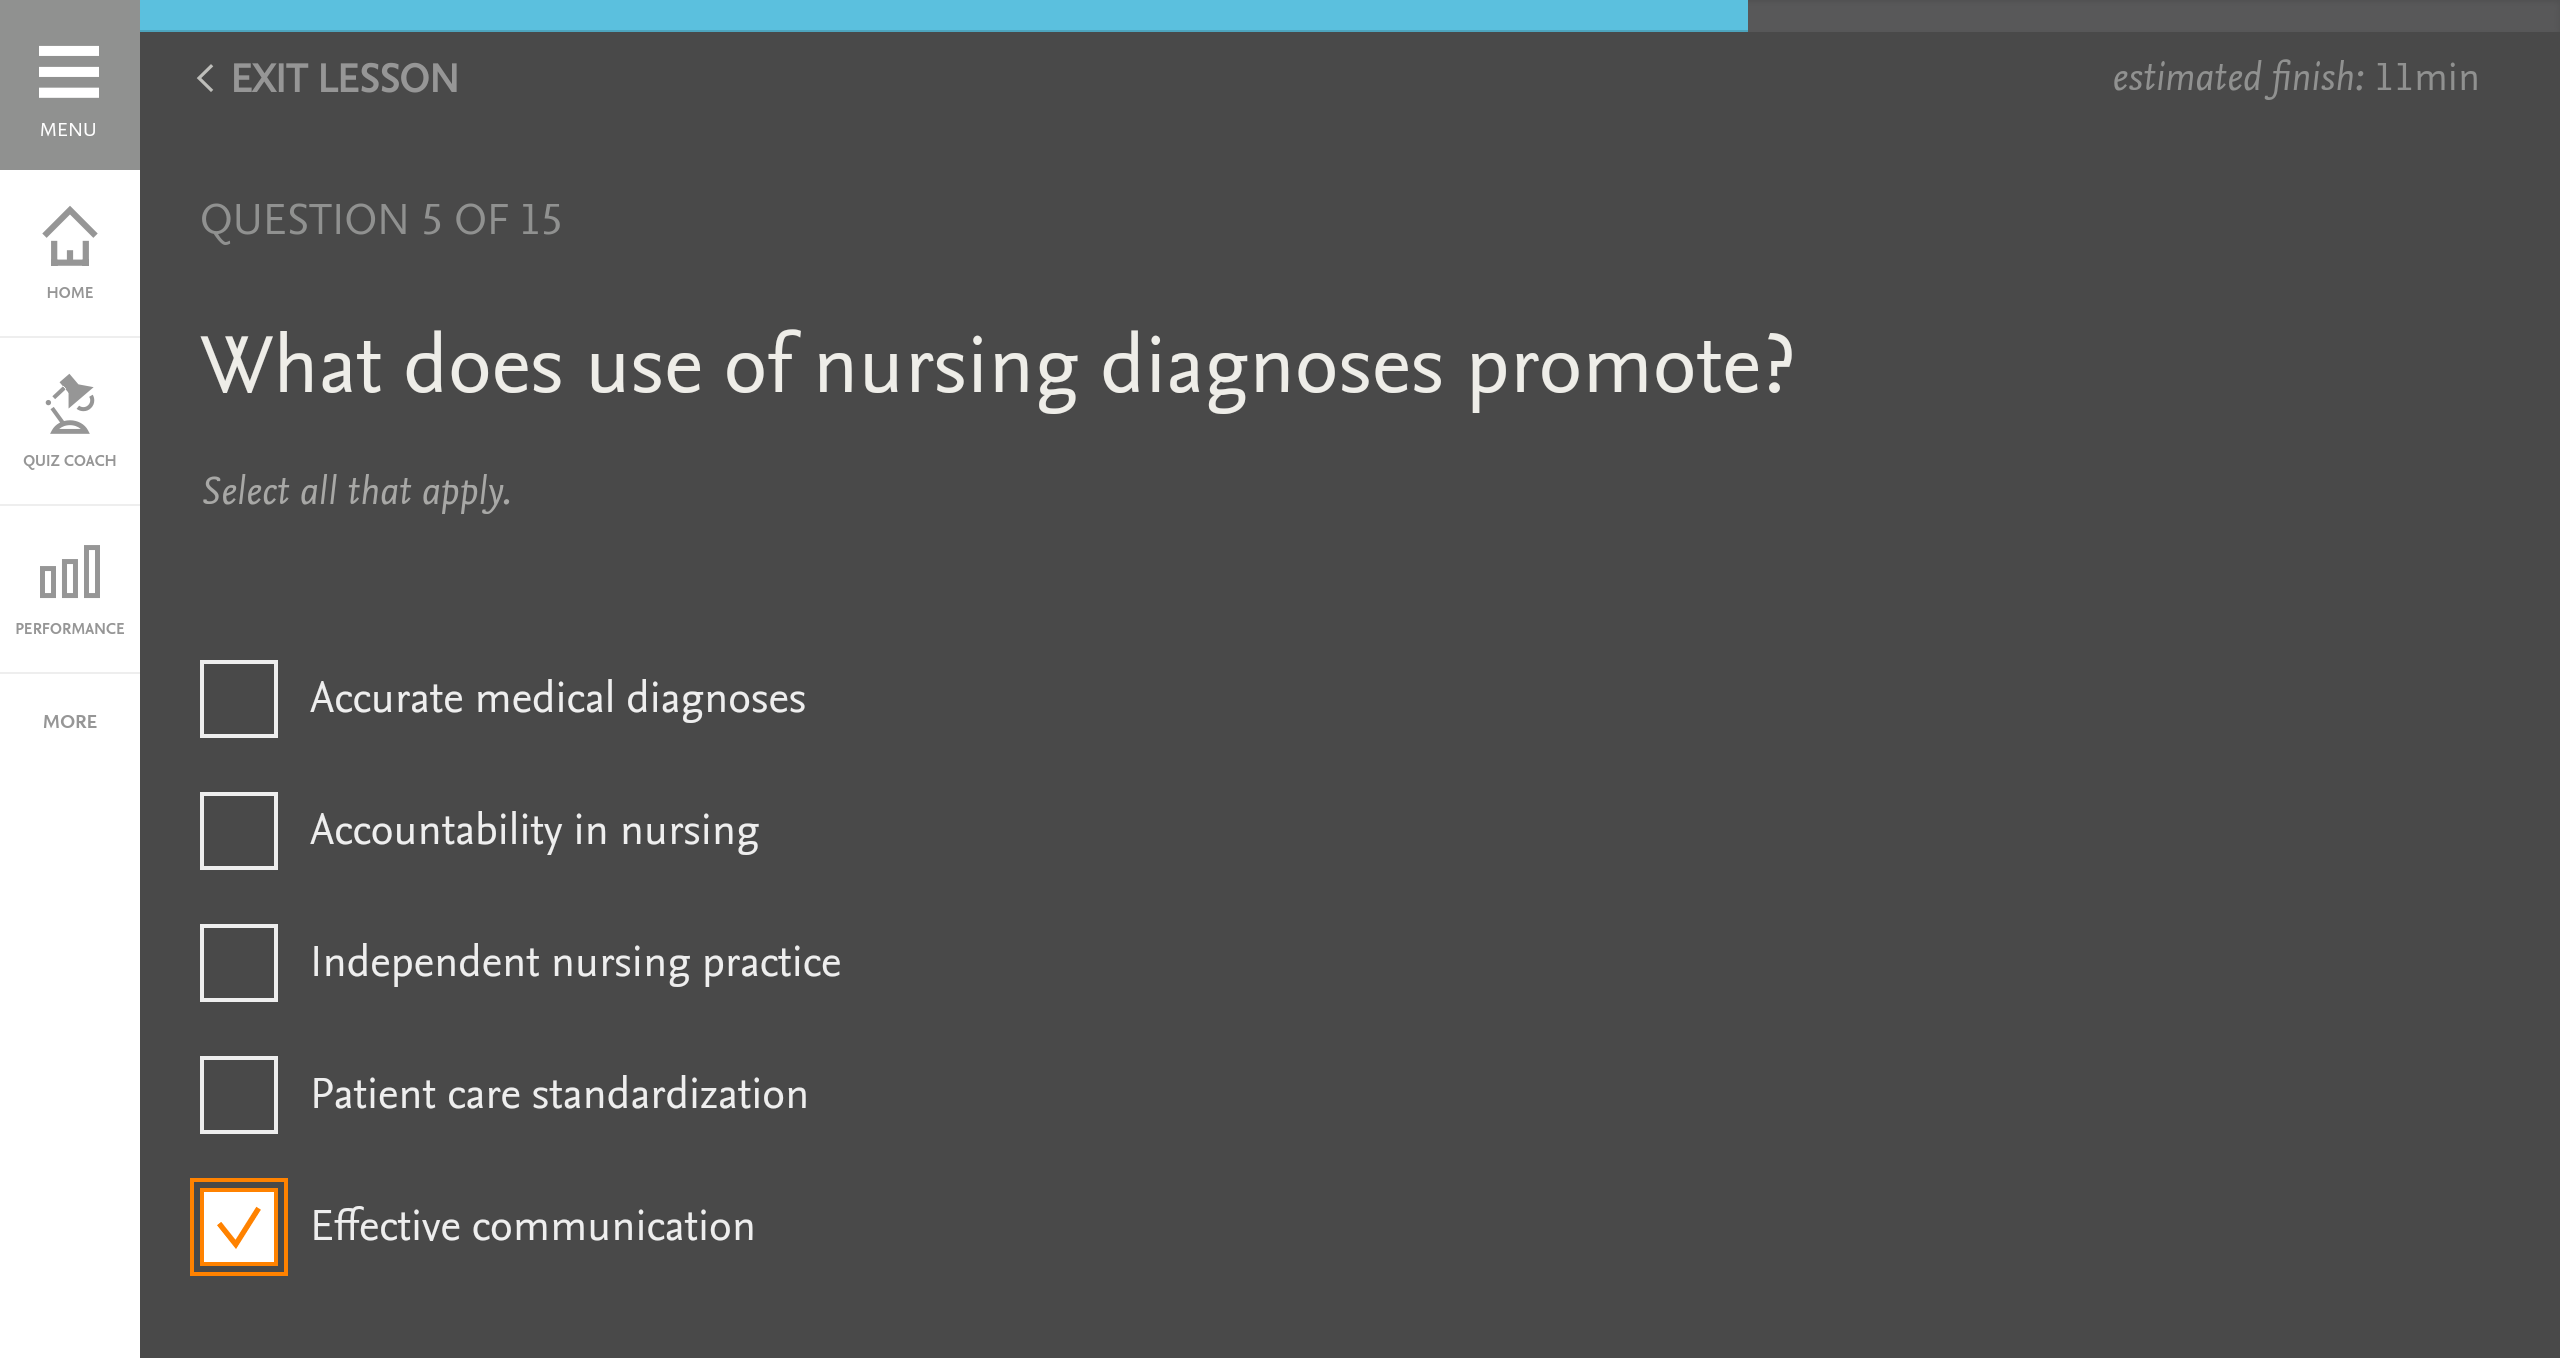 MENU
EXIT LESSON
estimated finish: 11min
HOME
QUIZ COACH
PERFORMANCE
MORE
QUESTION 5 OF 15
What does use of nursing diagnoses promote?
Select all that apply.
Accurate medical diagnoses
Accountability in nursing
Independent nursing practice
Patient care standardization
Effective communication